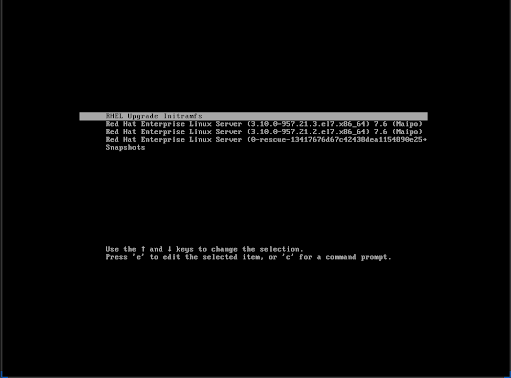 RHEL Upgrade Initramfs
Red Hat Enterprise Linux Server (3.10.0-957.21.3.el7.x86_64) 7.6 (Maipo)
Red Hat Enterprise Linux Server (3.10.0-957.21.2.el7.x86_64) 7.6 (Maipo)
Red Hat Enterprise Linux Server (0-rescue-13417676d67c42438dea1154890e25+
Snapshots
Use the ↑ and ↓ keys to change the selection.
Press 'e' to edit the selected item, or 'c' for a command prompt.